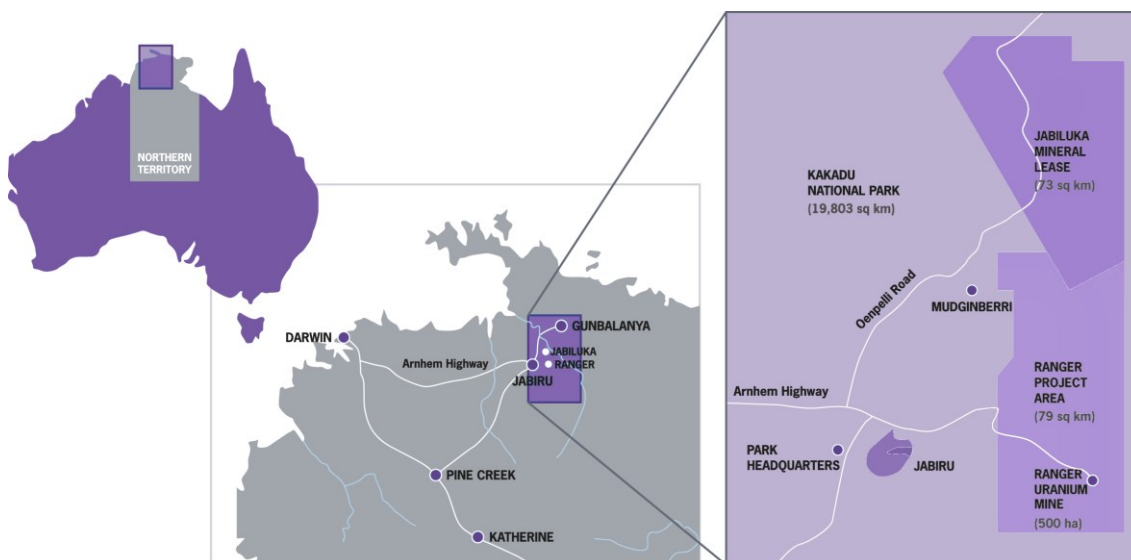 NORTHERN
TERRITORY
DARWIN
Arnhem Highway
GUNBALANYA
JABILUKA
RANGER
JABIRU
PINE CREEK
KATHERINE
KAKADU
NATIONAL PARK
(19,803 sq km)
JABILUKA
MINERAL
LEASE
(73 sq km)
Oenpelli Road
MUDGINBERRI
Arnhem Highway
RANGER
PROJECT
AREA
(79 sq km)
PARK
HEADQUARTERS
JABIRU
RANGER
URANIUM
MINE
(500 ha)